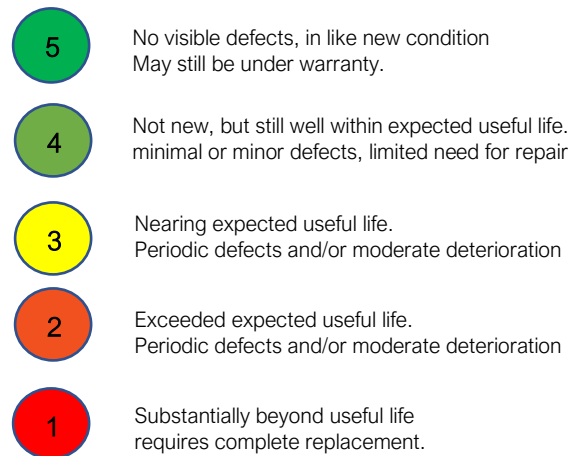 5
No visible defects, in like new condition
May still be under warranty.
4
Not new, but still well within expected useful life.
minimal or minor defects, limited need for repair
3
Nearing expected useful life.
Periodic defects and/or moderate deterioration
2
Exceeded expected useful life.
Periodic defects and/or moderate deterioration
1
Substantially beyond useful life
requires complete replacement.